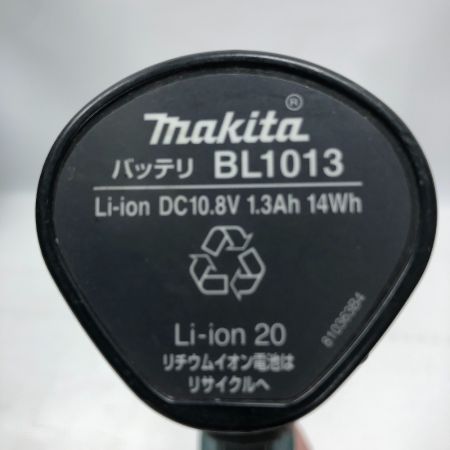 makita®
バッテリ BL1013
Li-ion DC10.8V 1.3Ah 14Wh
Li-ion 20
リチウムイオン電池は
リサイクルへ
810363B4